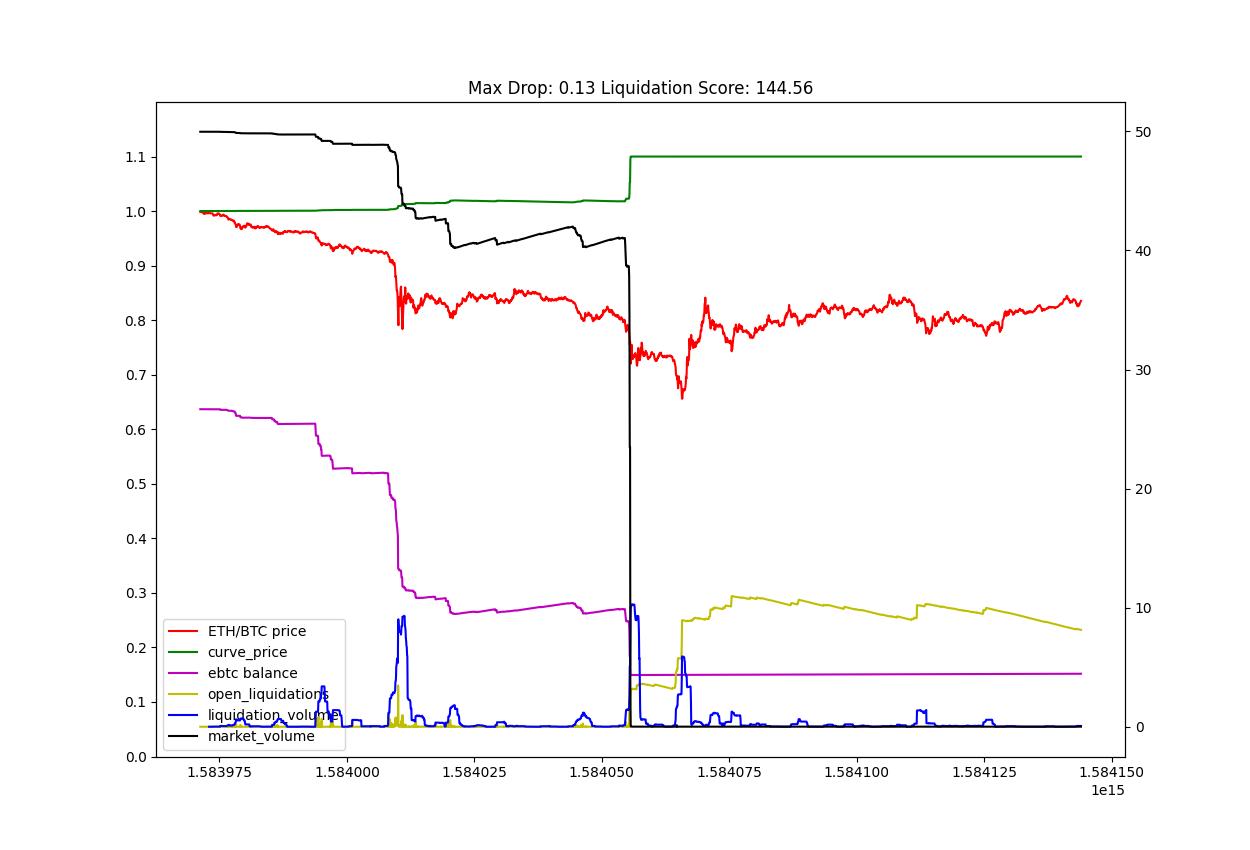 Max Drop: 0.13 Liquidation Score: 144.56
1.1
1.0
0.9
0.8
0.7
0.6
0.5
0.4
0.3
0.2
0.1
0.0
50
40
30
20
10
0
ETH/BTC price
curve_price
ebtc balance
open_liquidations
liquidation_volume
market_volume
1.583975 1.584000 1.584025 1.584050 1.584075 1.584100 1.584125 1.584150
1e15